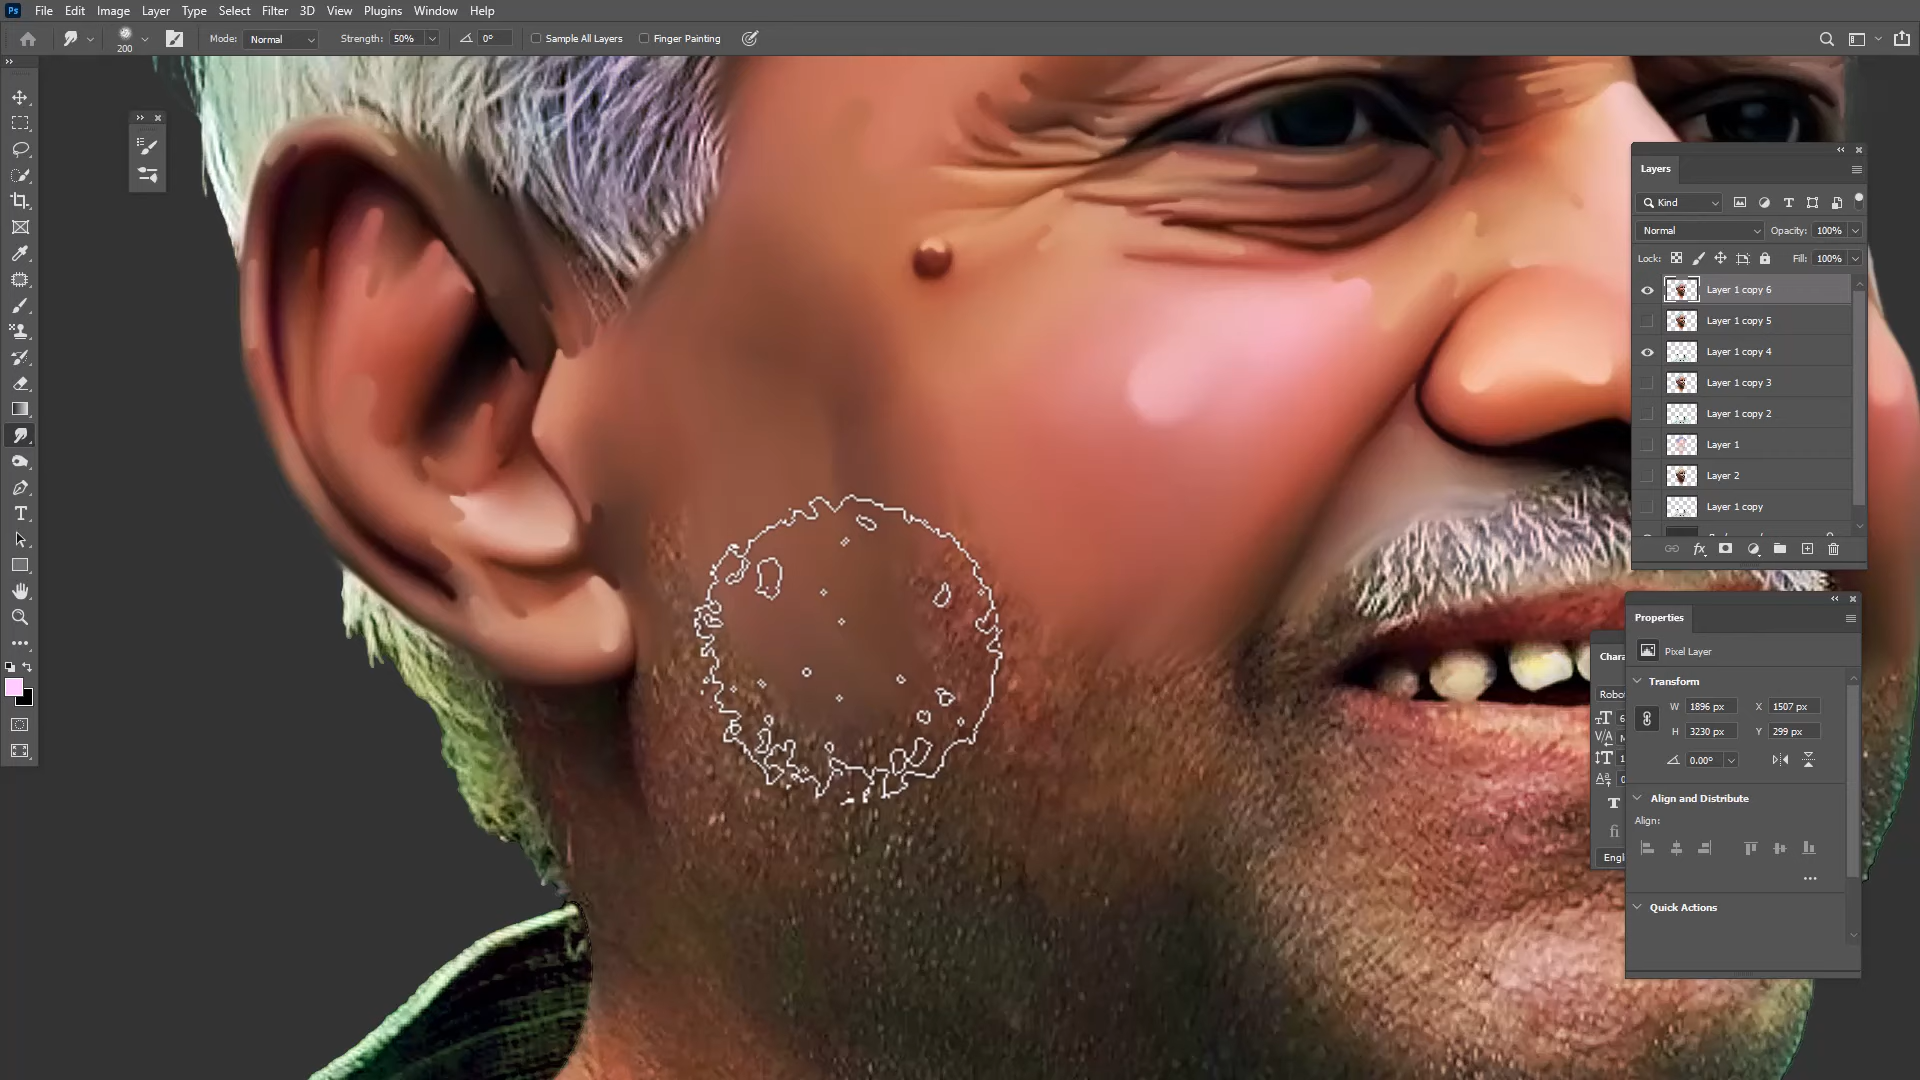 Ps File Edit Image Layer Type Select Filter 3D View Plugins Window Help
200 Mode: Normal Strength: 50% 0° Sample All Layers Finger Painting
Layers
Kind
Normal Opacity: 100%
Lock: Fill: 100%
Layer 1 copy 6
Layer 1 copy 5
Layer 1 copy 4
Layer 1 copy 3
Layer 1 copy 2
Layer 1
Layer 2
Layer 1 copy
Properties
Pixel Layer
Transform
W 1896 px X 1507 px
H 3230 px Y 299 px
0.00°
Align and Distribute
Align:
Quick Actions
Chara
Robot
Engl